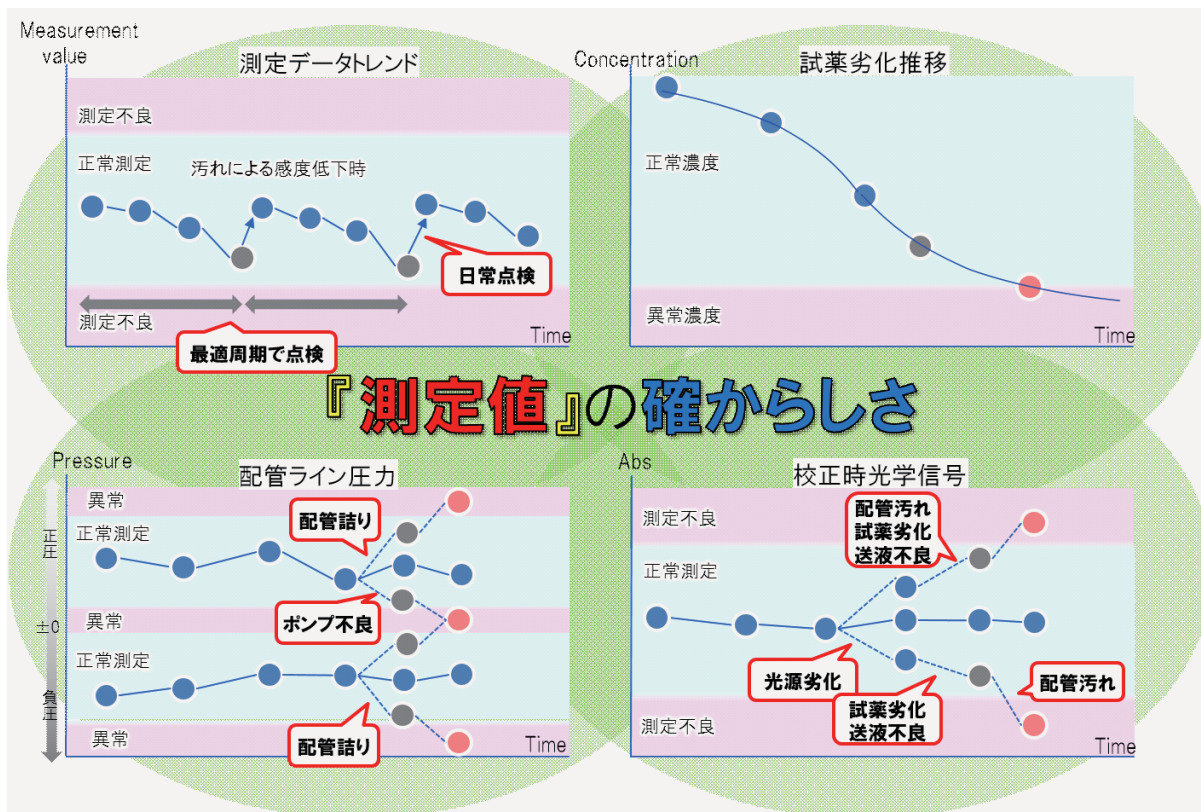 Measurement
value
測定データトレンド
測定不良
正常測定
汚れによる感度低下時
日常点検
測定不良
Time
最適周期で点検
Concentration
試薬劣化推移
正常濃度
異常濃度
Time
『測定値』の確からしさ
Pressure
配管ライン圧力
異常
正常測定
配管詰り
正圧
ポンプ不良
±0
異常
正常測定
負圧
配管詰り
異常
Time
Abs
校正時光学信号
測定不良
配管汚れ
試薬劣化
送液不良
正常測定
光源劣化
試薬劣化
送液不良
配管汚れ
測定不良
Time